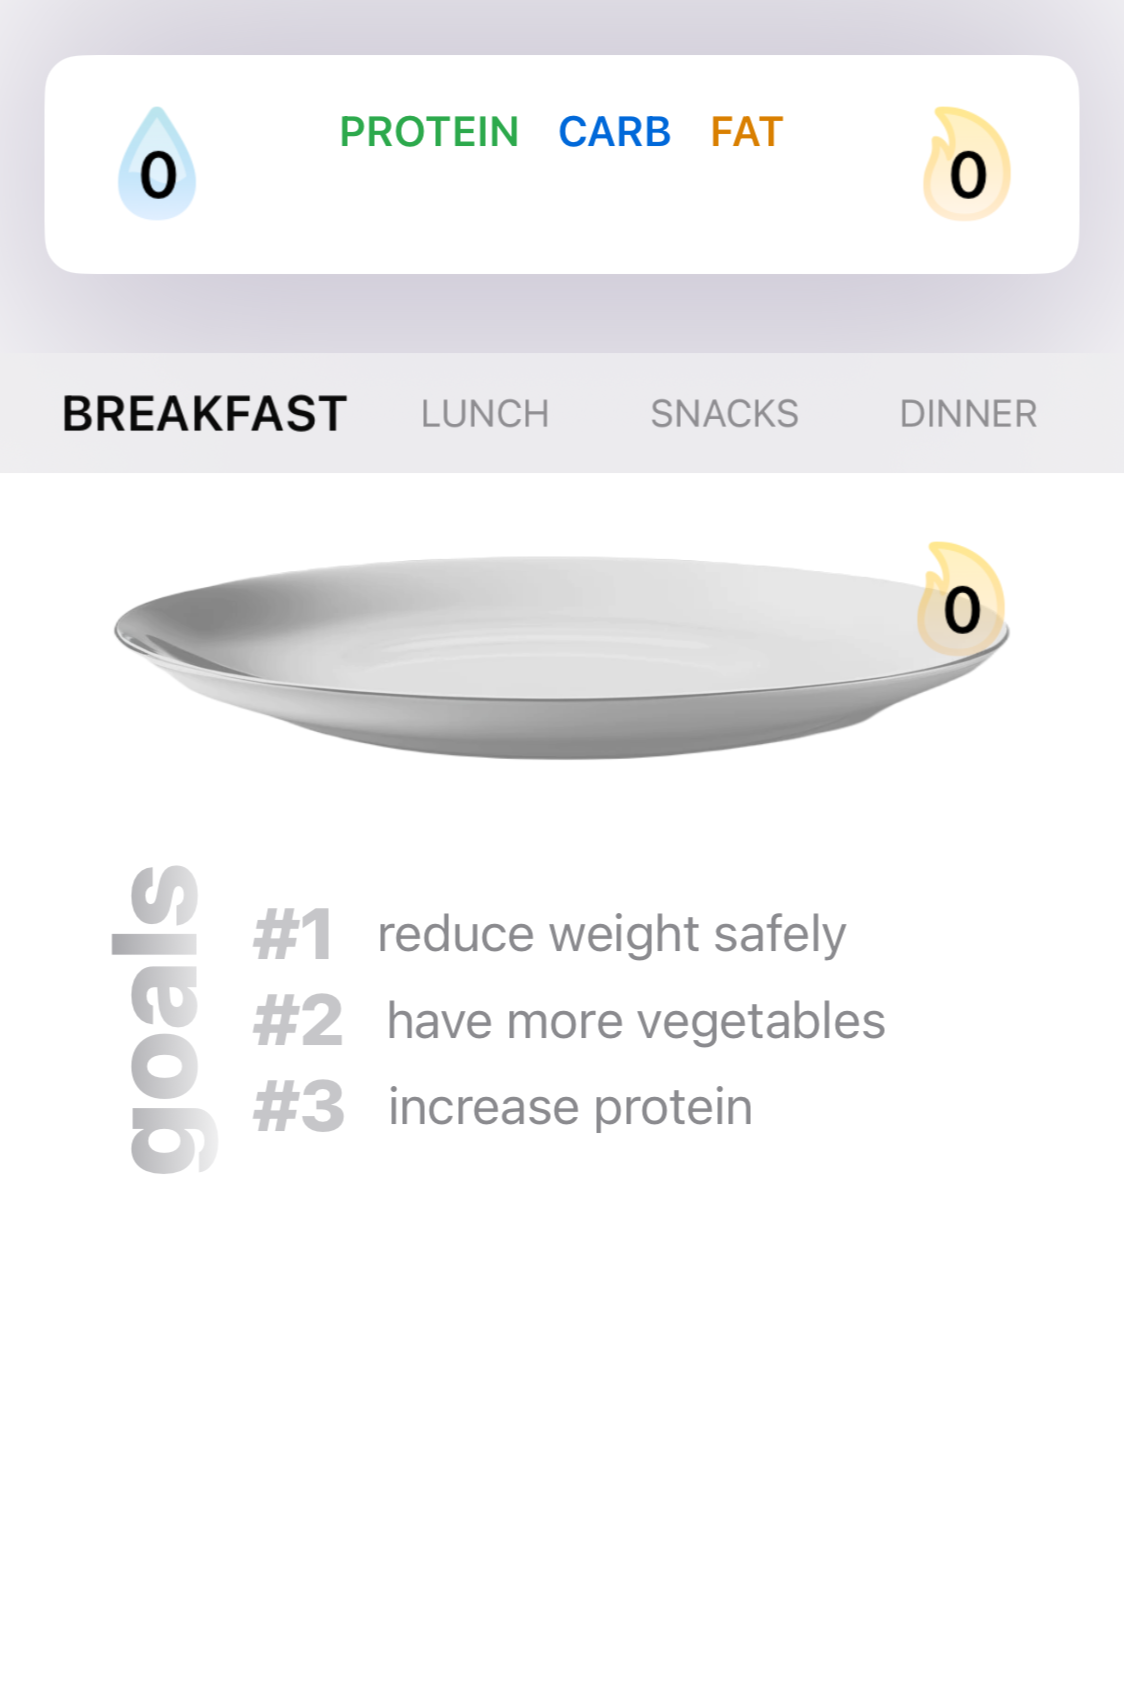 0 PROTEIN CARB FAT 0
BREAKFAST LUNCH SNACKS DINNER
0
goals
#1 reduce weight safely
#2 have more vegetables
#3 increase protein